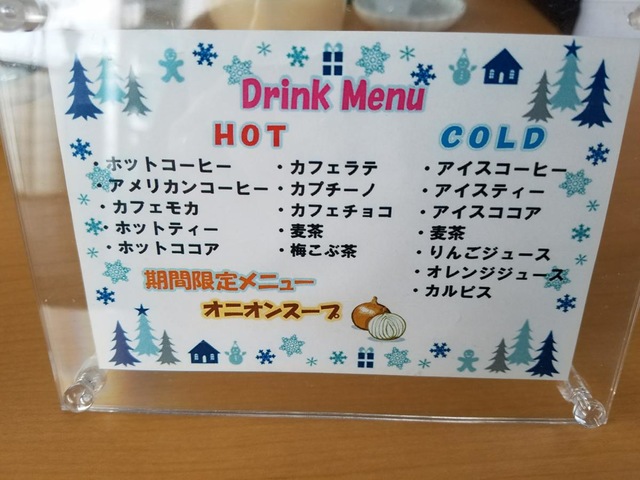 Drink Menu
HOT
・ホットコーヒー
・アメリカンコーヒー
・カフェモカ
・ホットティー
・ホットココア
・カフェラテ
・カプチーノ
・カフェチョコ
・麦茶
・梅こぶ茶
COLD
・アイスコーヒー
・アイスティー
・アイスココア
・麦茶
・りんごジュース
・オレンジジュース
・カルピス
期間限定メニュー
オニオンスープ